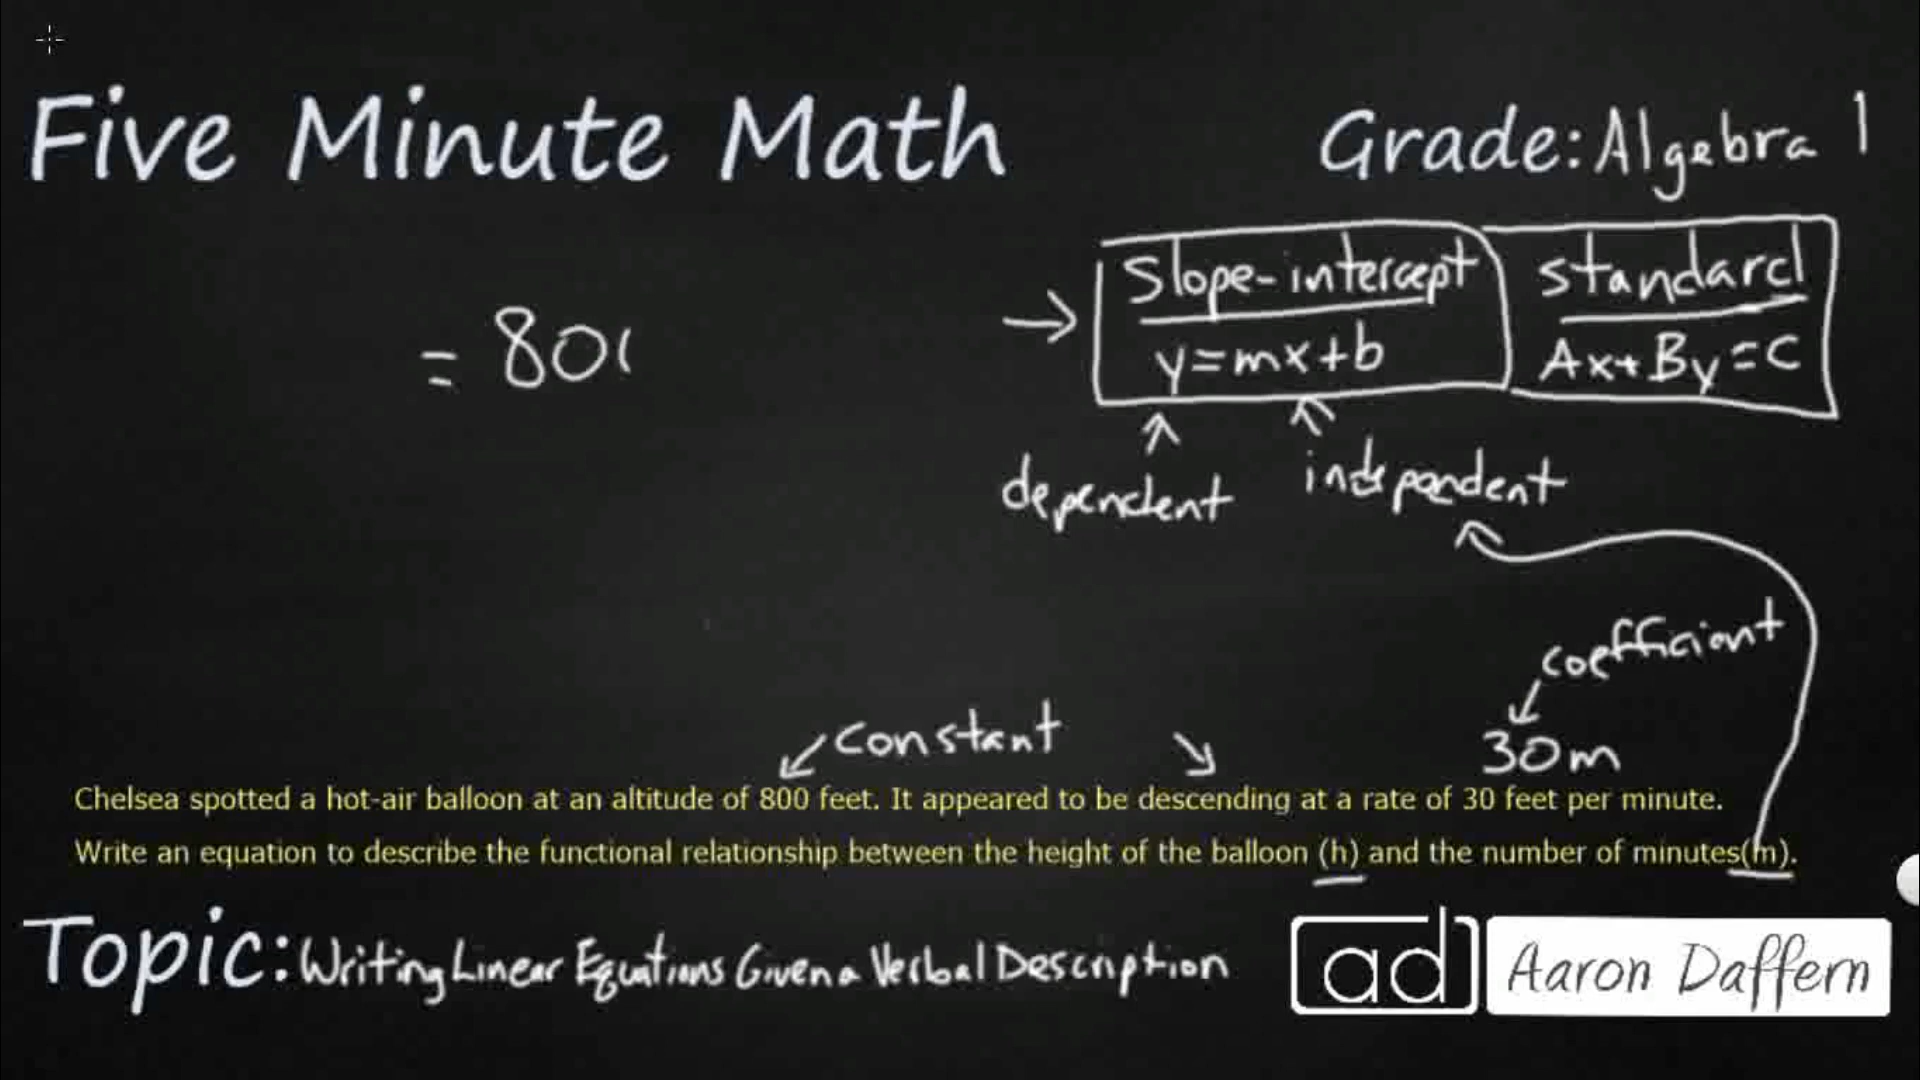 Five Minute Math
Grade: Algebra 1
Slope-intercept
standard
y=mx+b
Ax+By=C
= 80
dependent
independent
coefficient
30m
constant
Chelsea spotted a hot-air balloon at an altitude of 800 feet. It appeared to be descending at a rate of 30 feet per minute.
Write an equation to describe the functional relationship between the height of the balloon (h) and the number of minutes(m).
Topic: Writing Linear Equations Given a Verbal Description
ad Aaron Daffern